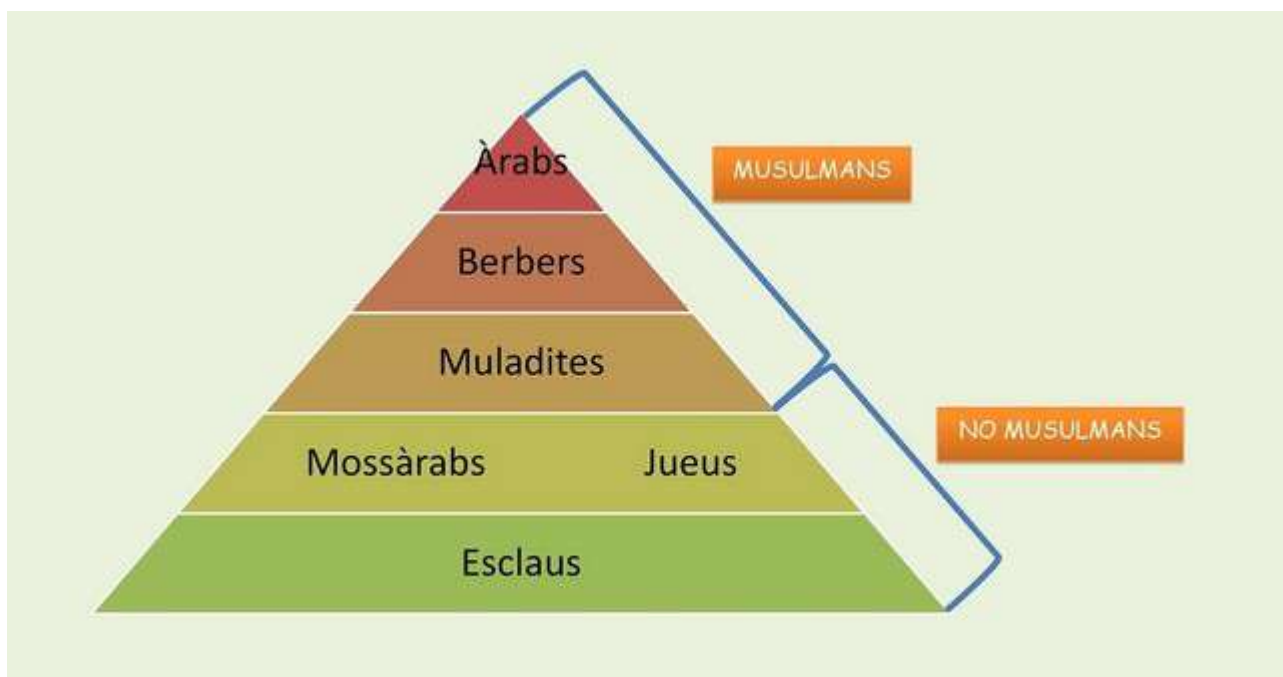 Àrabs
MUSULMANS
Berbers
Muladites
NO MUSULMANS
Mossàrabs Jueus
Esclaus